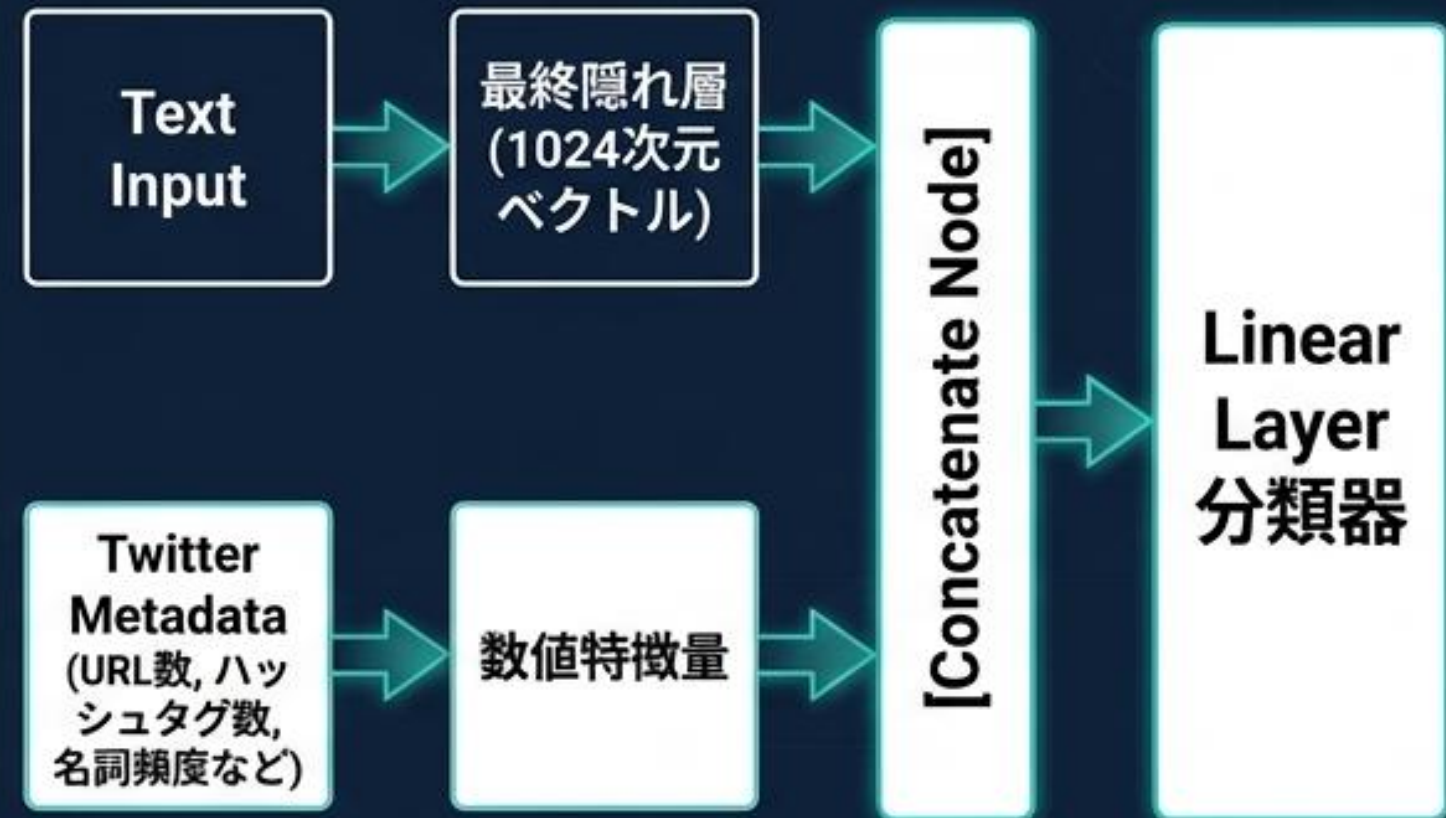 Text
Input
最終隠れ層
(1024次元
ベクトル)
[Concatenate Node]
Linear
Layer
分類器
Twitter
Metadata
(URL数, ハッ
シュタグ数,
名詞頻度など)
数値特徴量